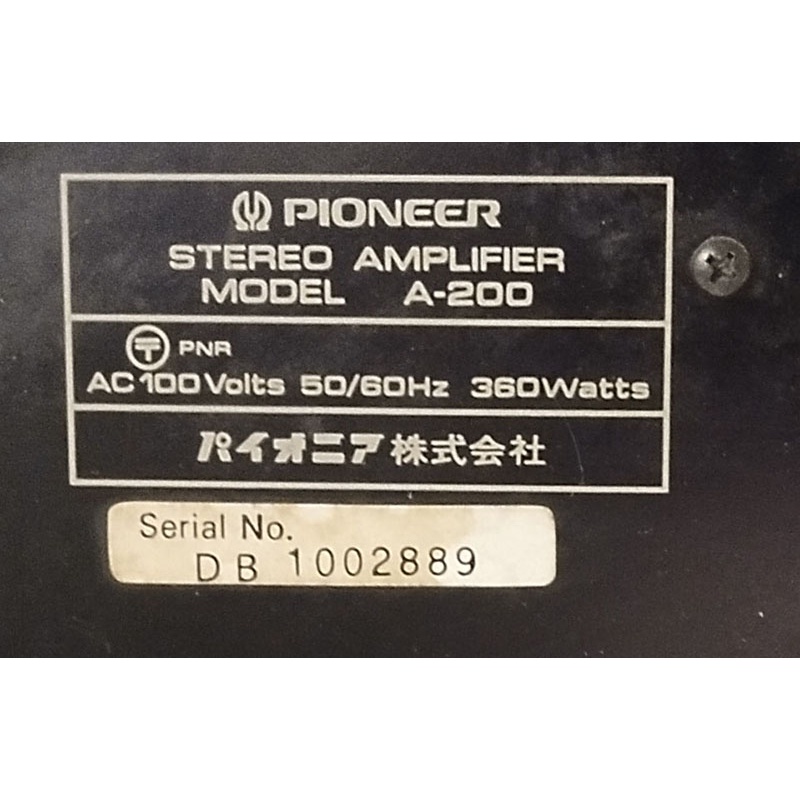 PIONEER
STEREO AMPLIFIER
MODEL A-200
〒 PNR
AC 100 Volts 50/60Hz 360Watts
パイオニア株式会社
Serial No.
DB 1002889